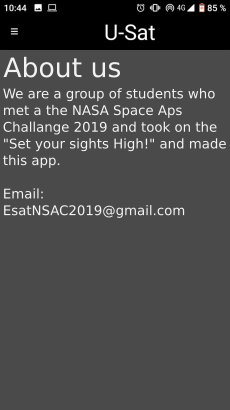 10:44
4G
85 %
U-Sat
About us
We are a group of students who
met a the NASA Space Aps
Challange 2019 and took on the
"Set your sights High!" and made
this app.
Email:
EsatNSAC2019@gmail.com